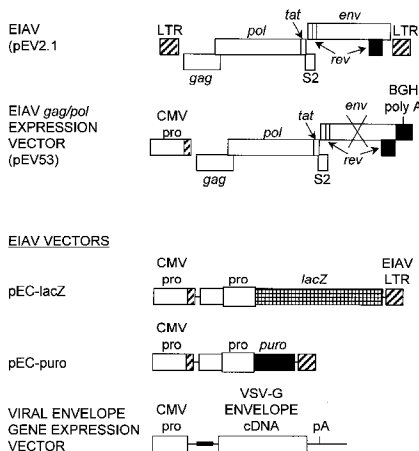 EIAV
(pEV2.1
LTR
gag
pol
tat
env
S2
rev
LTR
EIAV gag/pol
EXPRESSION
VECTOR
(pEV53)
CMV
pro
gag
pol
tat
env
S2
rev
BGH
poly A
EIAV VECTORS
pEC-lacZ
CMV
pro
pro
lacZ
EIAV
LTR
pEC-puro
CMV
pro
pro
puro
VIRAL ENVELOPE
GENE EXPRESSION
VECTOR
CMV
pro
VSV-G
ENVELOPE
cDNA
pA